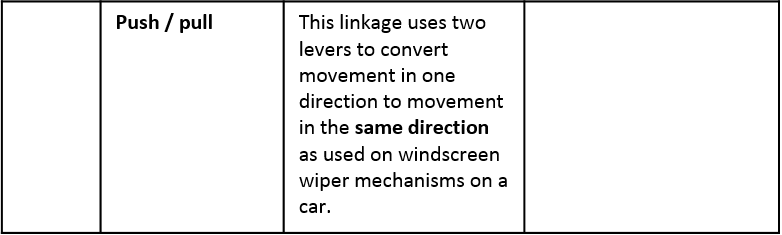 Push / pull
This linkage uses two
levers to convert
movement in one
direction to movement
in the same direction
as used on windscreen
wiper mechanisms on a
car.